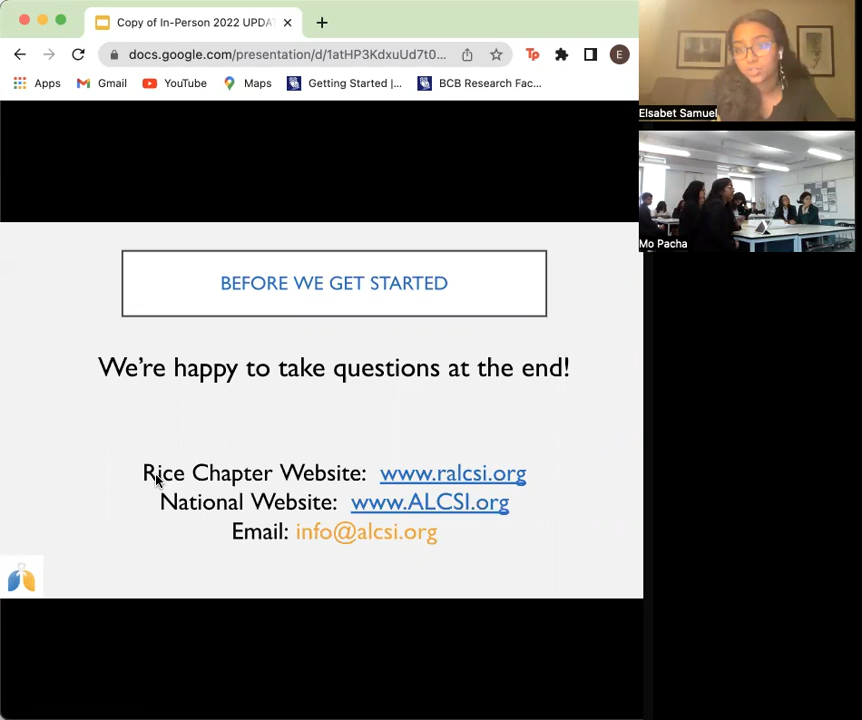 Copy of In-Person 2022 UPDA
docs.google.com/presentation/d/1atHP3KdxuUd7t0...
Tp
E
Apps
Gmail
YouTube
Maps
Getting Started |...
BCB Research Fac...
Elsabet Samuel
Mo Pacha
BEFORE WE GET STARTED
We're happy to take questions at the end!
Rice Chapter Website: www.ralcsi.org
National Website: www.ALCSI.org
Email: info@alcsi.org